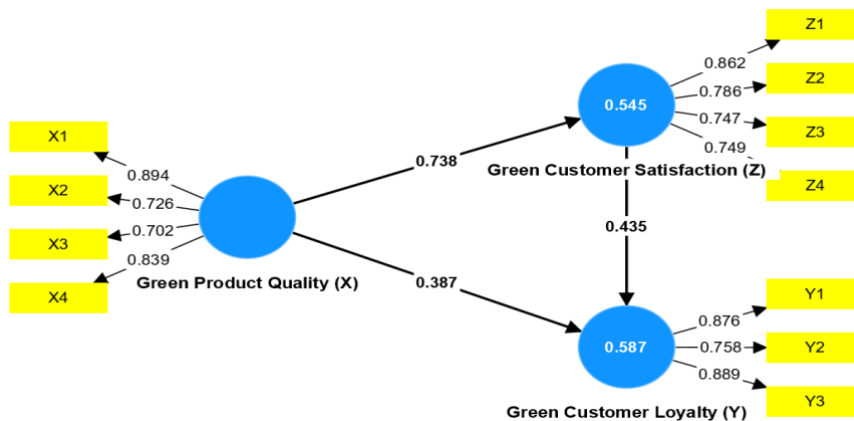 Z1
0.862
Z2
0.786
0.545
0.747
Z3
0.749
Green Customer Satisfaction (Z)
Z4
X1
0.894
X2
0.726
X3
0.702
X4
0.839
Green Product Quality (X)
0.738
0.435
0.387
Y1
0.876
0.587
0.758
Y2
0.889
Y3
Green Customer Loyalty (Y)